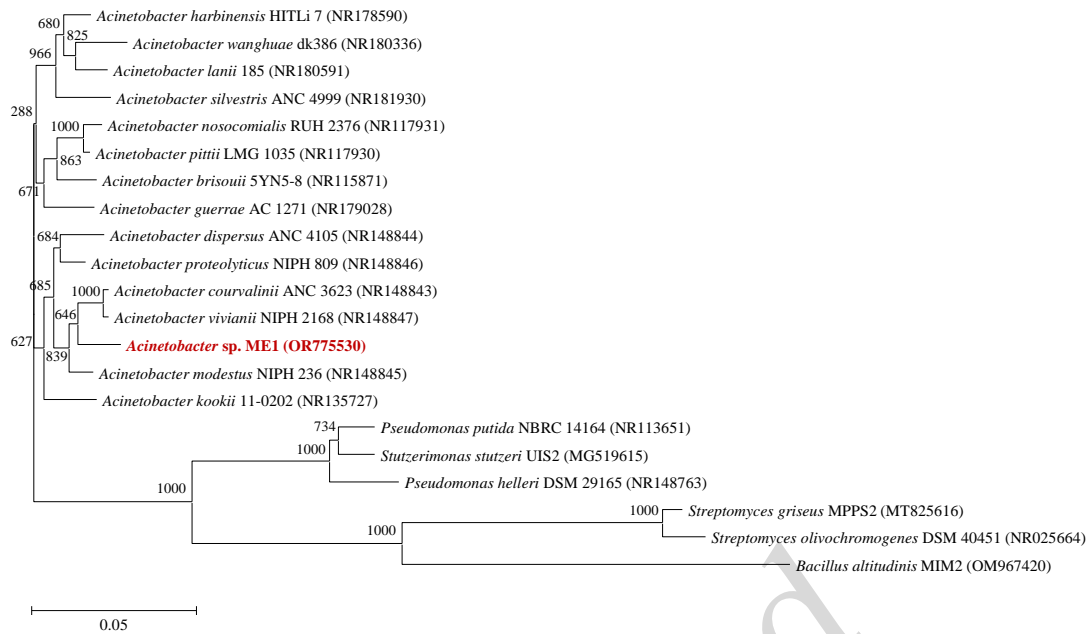 680
Acinetobacter harbinensis HITLi 7 (NR178590)
825
Acinetobacter wanghuae dk386 (NR180336)
966
Acinetobacter lanii 185 (NR180591)
Acinetobacter silvestris ANC 4999 (NR181930)
288
1000
Acinetobacter nosocomialis RUH 2376 (NR117931)
Acinetobacter pittii LMG 1035 (NR117930)
863
Acinetobacter brisouii 5YN5-8 (NR115871)
671
Acinetobacter guerrae AC 1271 (NR179028)
684
Acinetobacter dispersus ANC 4105 (NR148844)
Acinetobacter proteolyticus NIPH 809 (NR148846)
685
1000
Acinetobacter courvalinii ANC 3623 (NR148843)
646
Acinetobacter vivianii NIPH 2168 (NR148847)
627
Acinetobacter sp. ME1 (OR775530)
839
Acinetobacter modestus NIPH 236 (NR148845)
Acinetobacter kookii 11-0202 (NR135727)
734
Pseudomonas putida NBRC 14164 (NR113651)
1000
Stutzerimonas stutzeri UIS2 (MG519615)
Pseudomonas helleri DSM 29165 (NR148763)
1000
1000
Streptomyces griseus MPPS2 (MT825616)
1000
Streptomyces olivochromogenes DSM 40451 (NR025664)
Bacillus altitudinis MIM2 (OM967420)
0.05